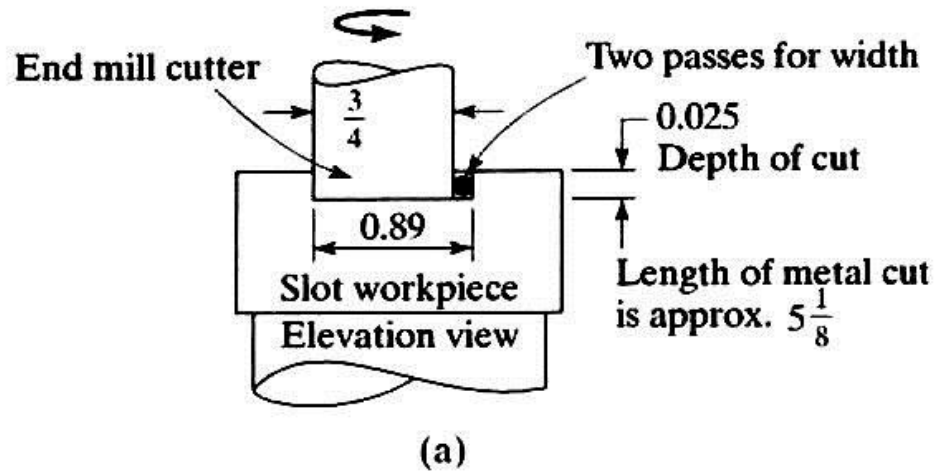 End mill cutter
3/4
Two passes for width
0.025
Depth of cut
0.89
Slot workpiece
Length of metal cut
is approx. 5 1/8
Elevation view
(a)